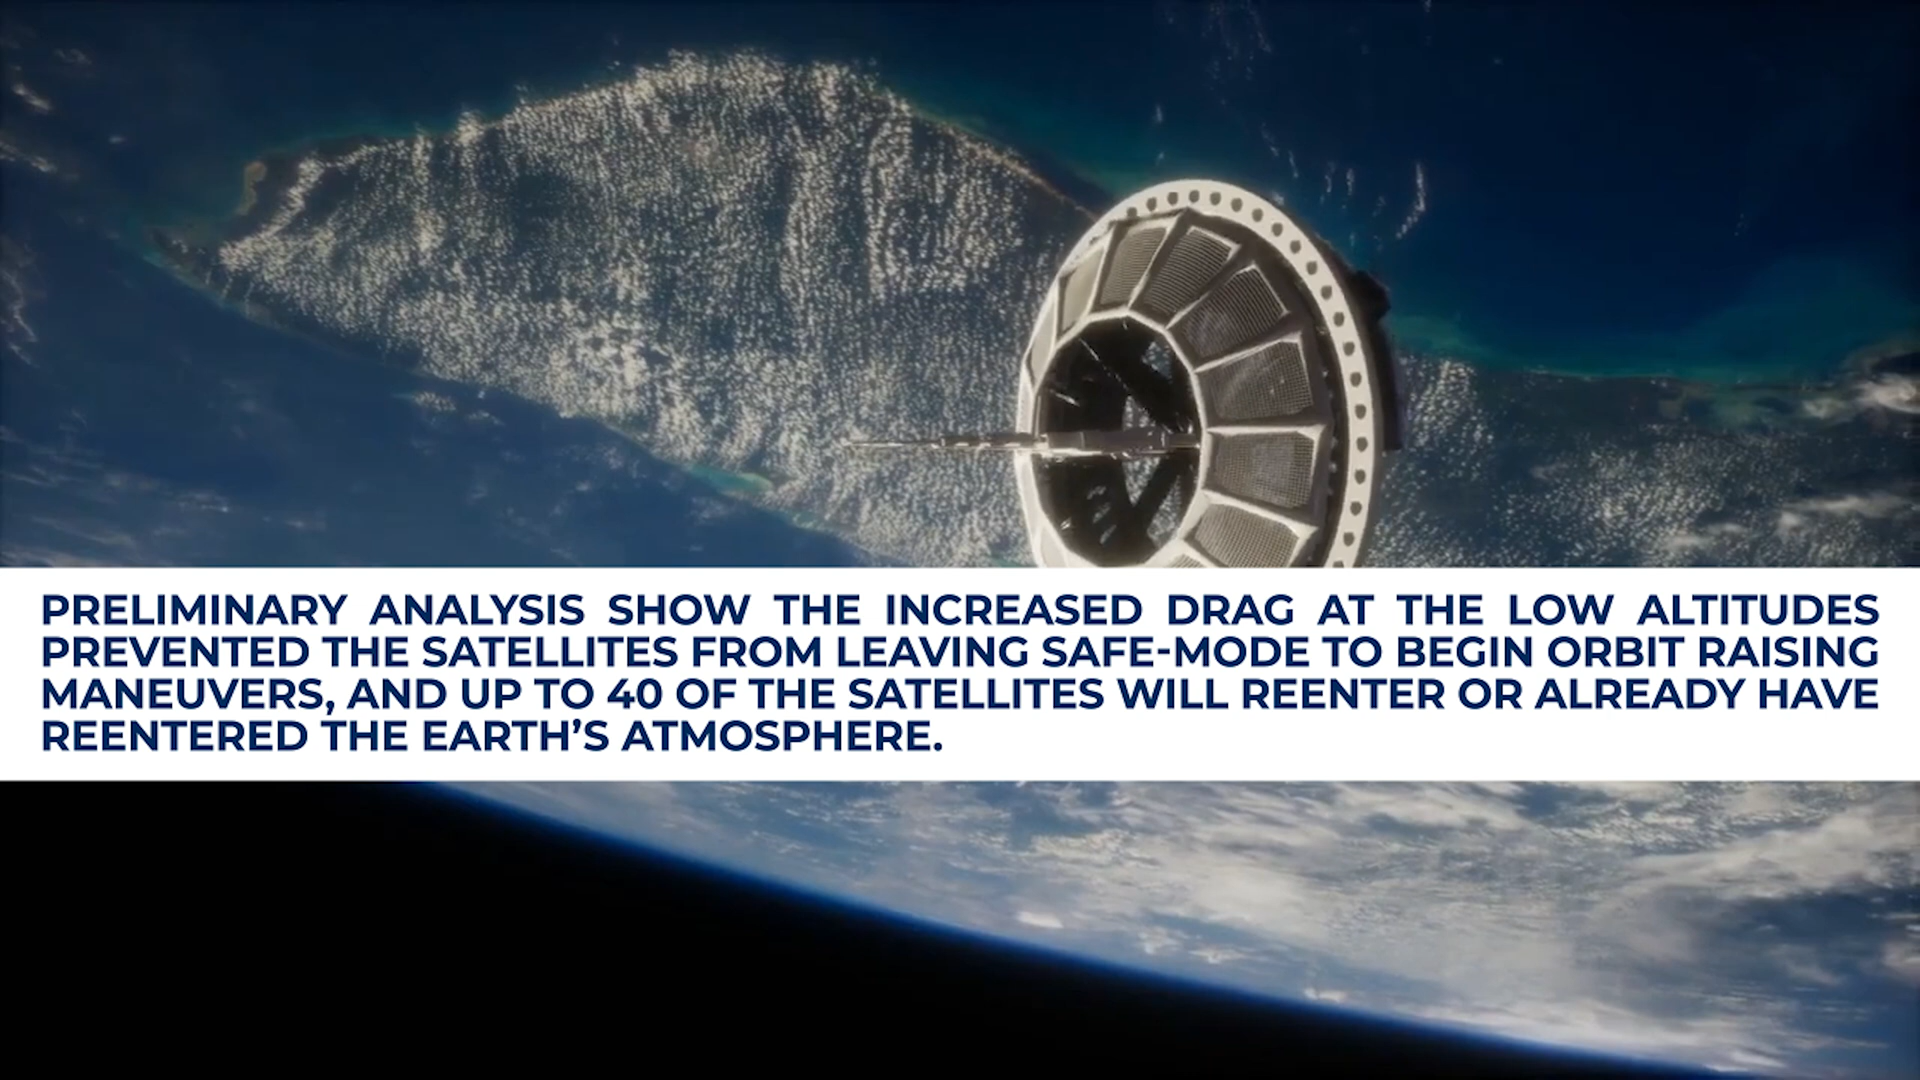 PRELIMINARY ANALYSIS SHOW THE INCREASED DRAG AT THE LOW ALTITUDES
PREVENTED THE SATELLITES FROM LEAVING SAFE-MODE TO BEGIN ORBIT RAISING
MANEUVERS, AND UP TO 40 OF THE SATELLITES WILL REENTER OR ALREADY HAVE
REENTERED THE EARTH’S ATMOSPHERE.